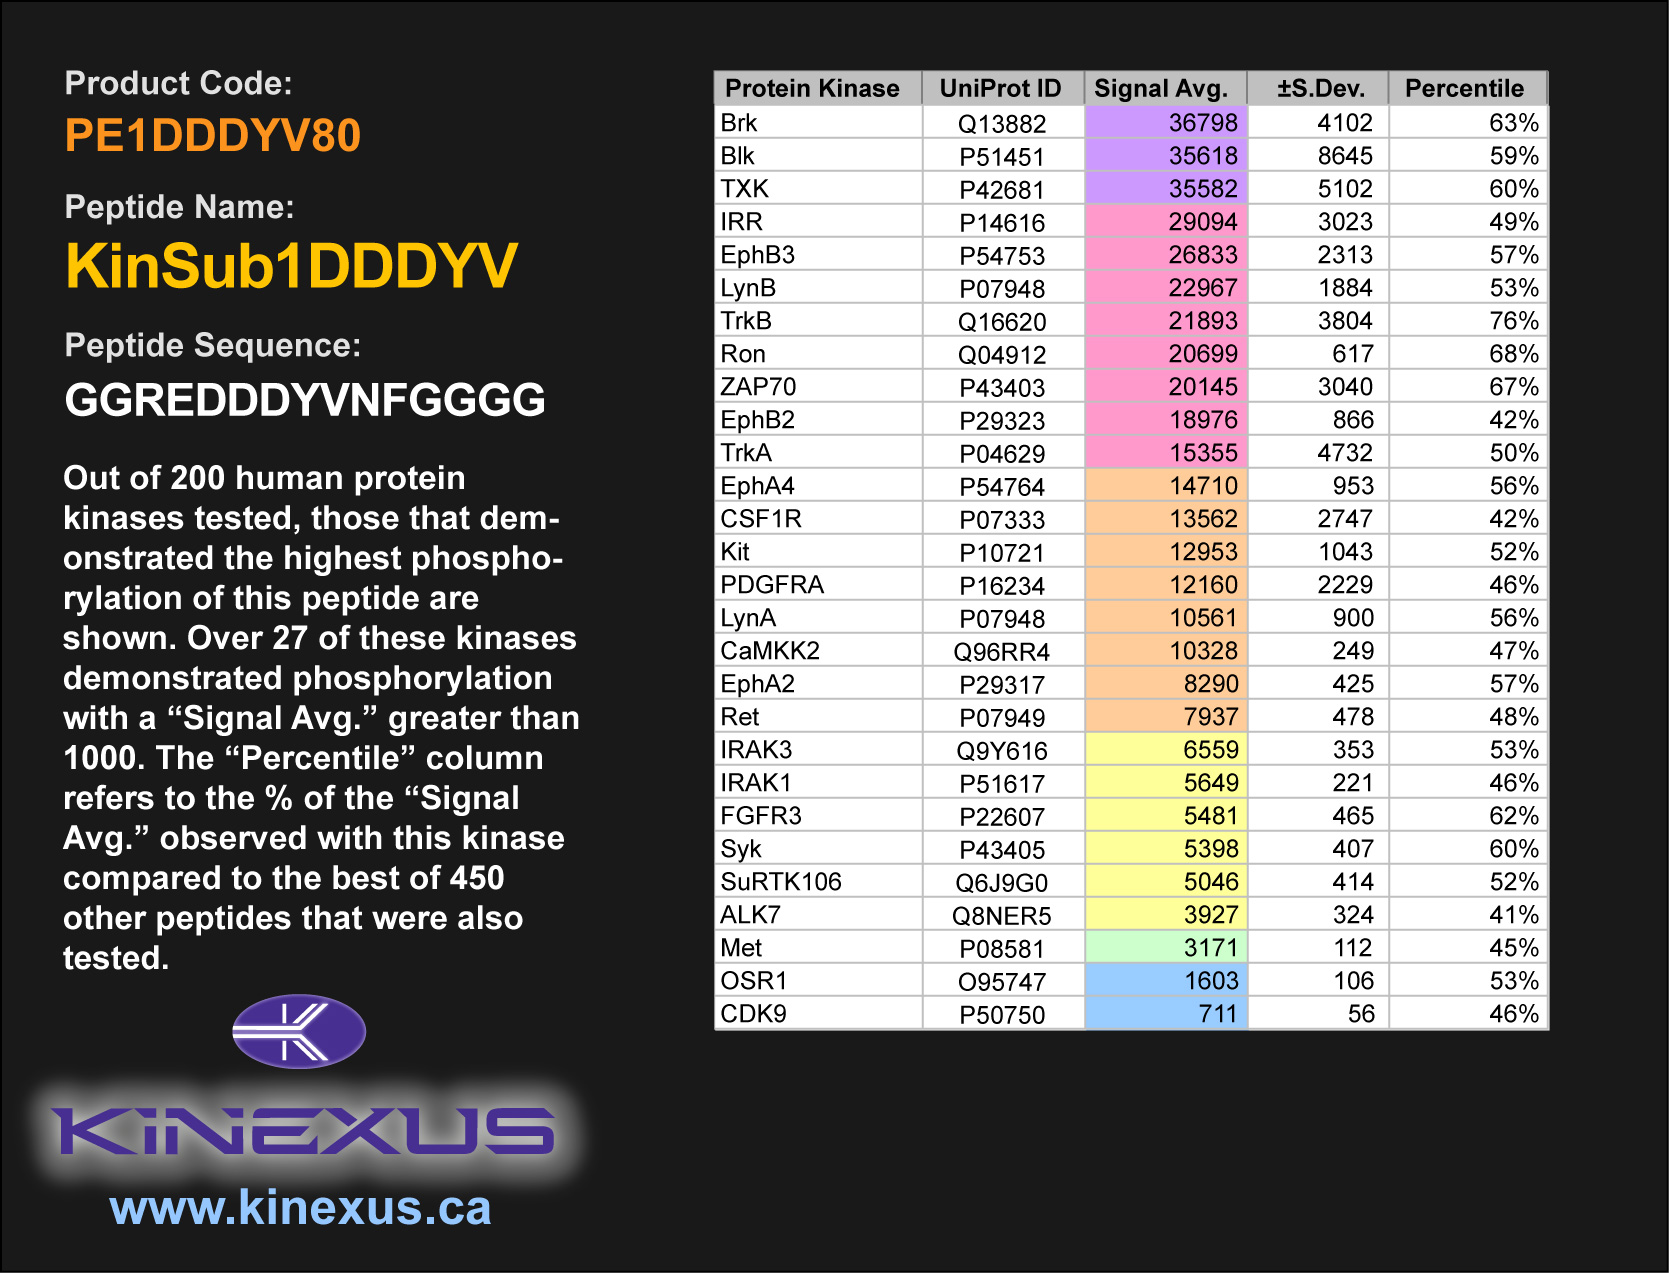 Product Code:
PE1DDDYV80
Peptide Name:
KinSub1DDDYV
Peptide Sequence:
GGREDDDYVNFGGGG
Out of 200 human protein
kinases tested, those that dem-
onstrated the highest phospho-
rylation of this peptide are
shown. Over 27 of these kinases
demonstrated phosphorylation
with a “Signal Avg.” greater than
1000. The “Percentile” column
refers to the % of the “Signal
Avg.” observed with this kinase
compared to the best of 450
other peptides that were also
tested.
KINEXUS
www.kinexus.ca
Protein Kinase UniProt ID Signal Avg. ±S.Dev. Percentile
Brk Q13882 36798 4102 63%
Blk P51451 35618 8645 59%
TXK P42681 35582 5102 60%
IRR P14616 29094 3023 49%
EphB3 P54753 26833 2313 57%
LynB P07948 22967 1884 53%
TrkB Q16620 21893 3804 76%
Ron Q04912 20699 617 68%
ZAP70 P43403 20145 3040 67%
EphB2 P29323 18976 866 42%
TrkA P04629 15355 4732 50%
EphA4 P54764 14710 953 56%
CSF1R P07333 13562 2747 42%
Kit P10721 12953 1043 52%
PDGFRA P16234 12160 2229 46%
LynA P07948 10561 900 56%
CaMKK2 Q96RR4 10328 249 47%
EphA2 P29317 8290 425 57%
Ret P07949 7937 478 48%
IRAK3 Q9Y616 6559 353 53%
IRAK1 P51617 5649 221 46%
FGFR3 P22607 5481 465 62%
Syk P43405 5398 407 60%
SuRTK106 Q6J9G0 5046 414 52%
ALK7 Q8NER5 3927 324 41%
Met P08581 3171 112 45%
OSR1 O95747 1603 106 53%
CDK9 P50750 711 56 46%